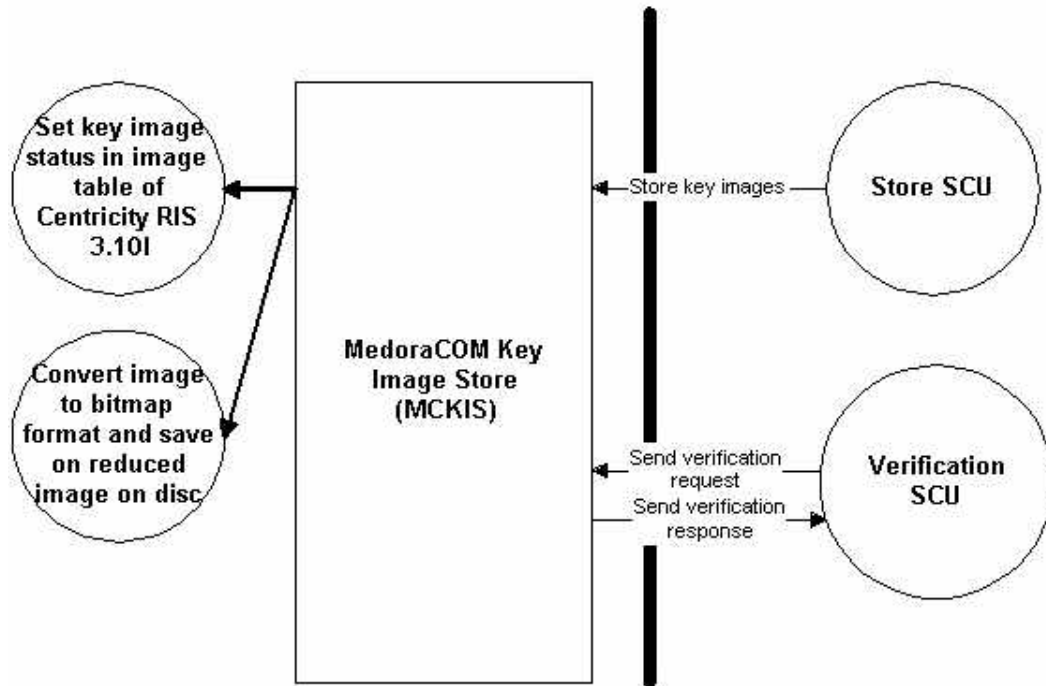 Set key image
status in image
table of
Centricity RIS
3.10I
Convert image
to bitmap
format and save
on reduced
image on disc
MedoraCOM Key
Image Store
(MCKIS)
Store key images
Send verification
request
Send verification
response
Store SCU
Verification
SCU